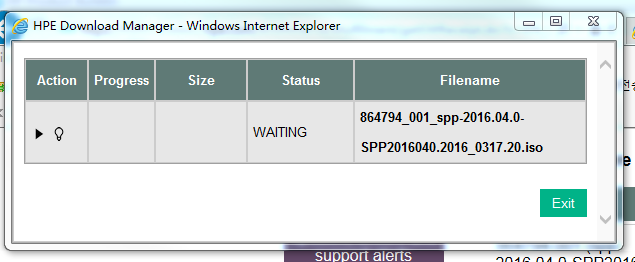 HPE Download Manager - Windows Internet Explorer
Action Progress Size Status Filename
WAITING
864794_001_spp-2016.04.0-
SPP2016040.2016_0317.20.iso
Exit
support alerts
2016.04.0-SPP2016